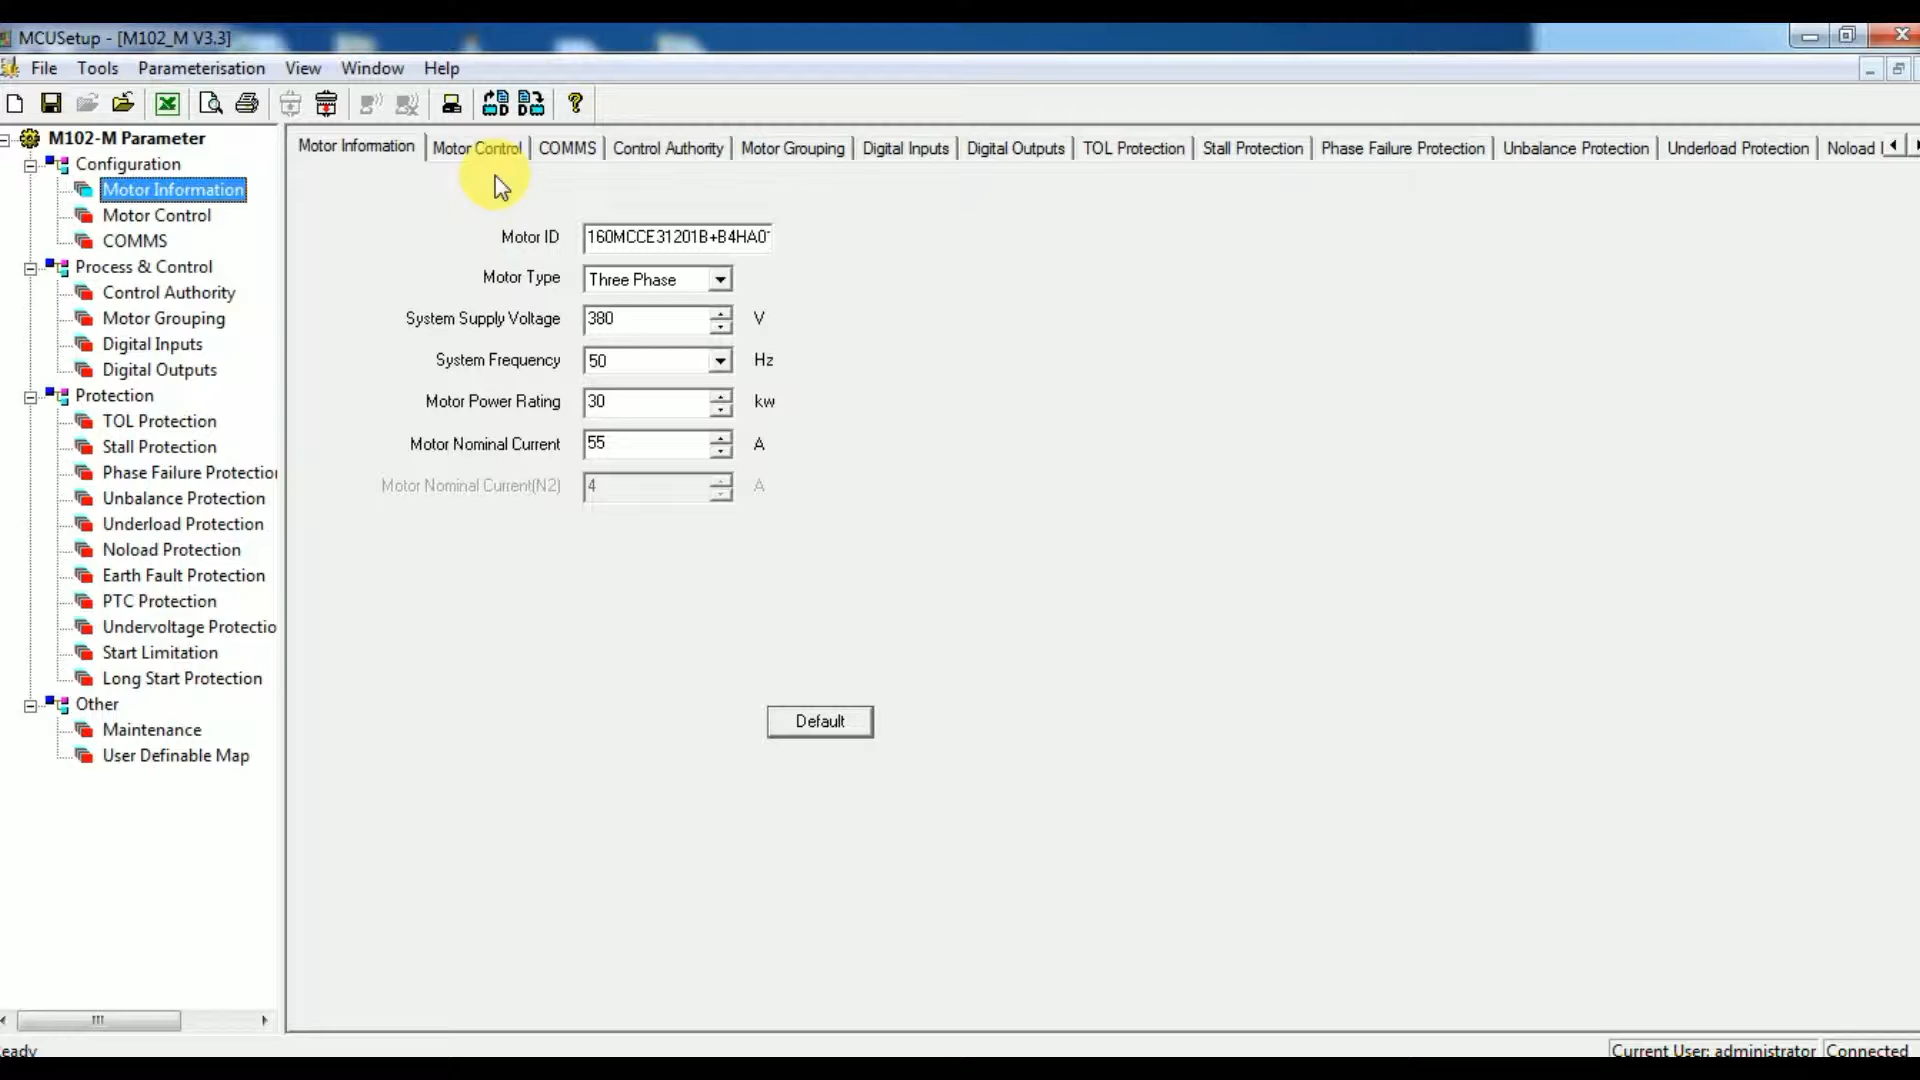 MCUSetup - [M102_M V3.3]
File Tools Parameterisation View Window Help
M102-M Parameter
Configuration
Motor Information
Motor Control
COMMS
Process & Control
Control Authority
Motor Grouping
Digital Inputs
Digital Outputs
Protection
TOL Protection
Stall Protection
Phase Failure Protection
Unbalance Protection
Underload Protection
Noload Protection
Earth Fault Protection
PTC Protection
Undervoltage Protectio
Start Limitation
Long Start Protection
Other
Maintenance
User Definable Map
Motor Information Motor Control COMMS Control Authority Motor Grouping Digital Inputs Digital Outputs TOL Protection Stall Protection Phase Failure Protection Unbalance Protection Underload Protection Noload
Motor ID 160MCCE31201B+B4HA0
Motor Type Three Phase
System Supply Voltage 380 V
System Frequency 50 Hz
Motor Power Rating 30 kw
Motor Nominal Current 55 A
Motor Nominal Current(N2) 4 A
Default
eady Current User: administrator Connected